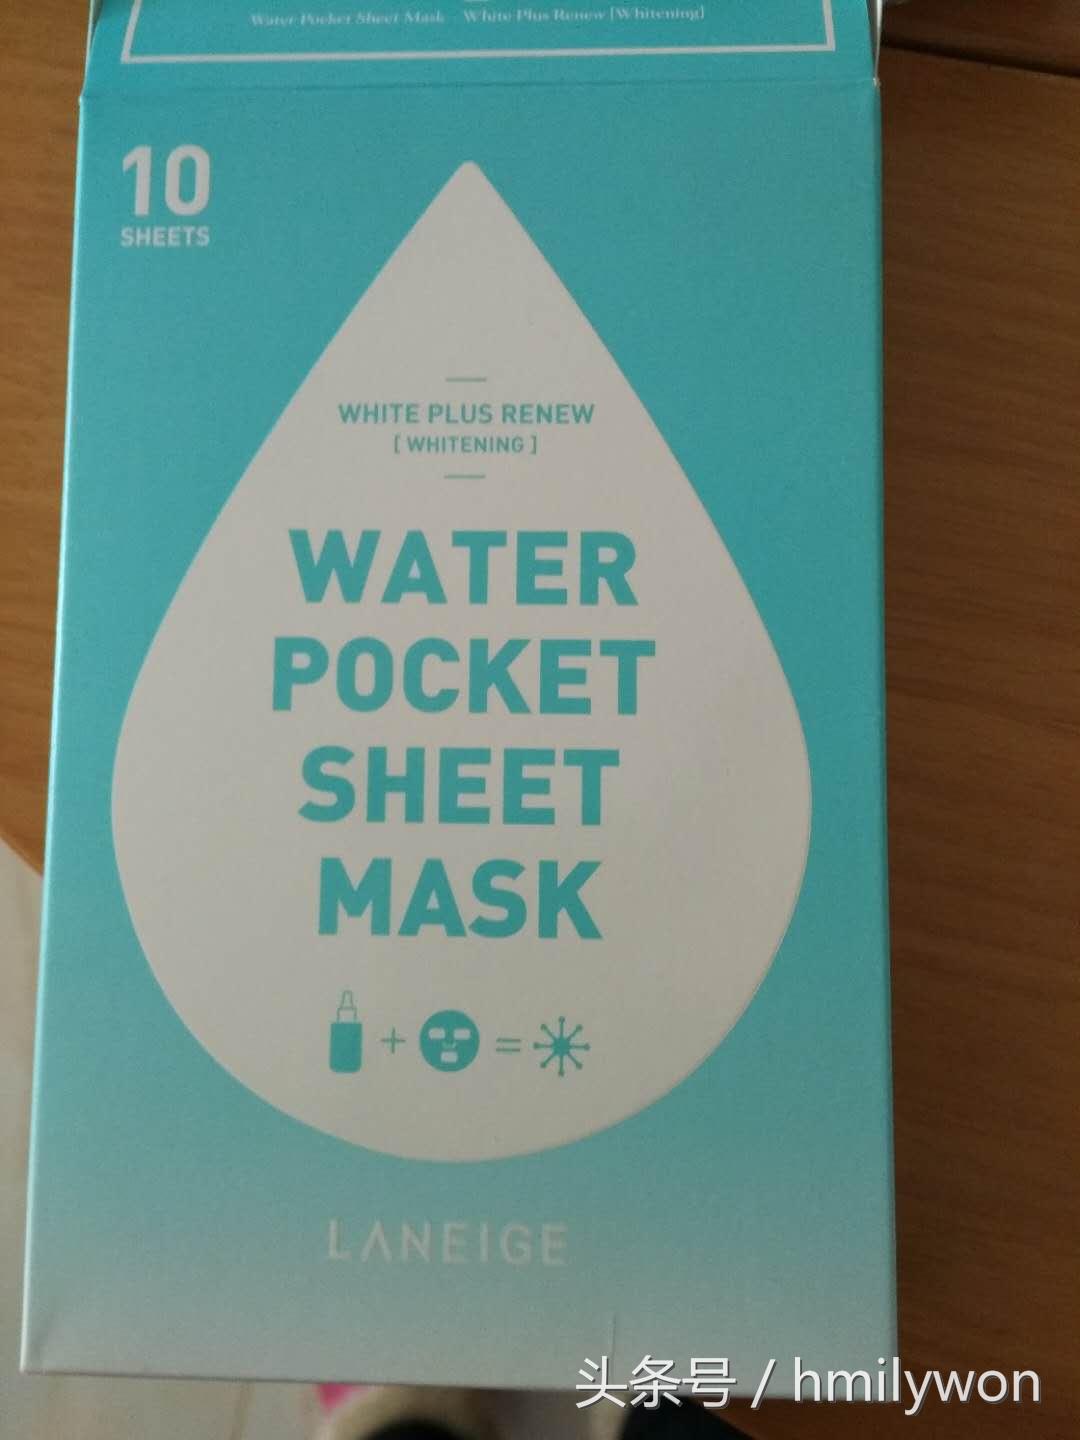 Water Pocket Sheet Mask White Plus Renew [Whitening]
10
SHEETS
WHITE PLUS RENEW
[ WHITENING ]
WATER
POCKET
SHEET
MASK
+ =
LANEIGE
头条号 / hmilywon